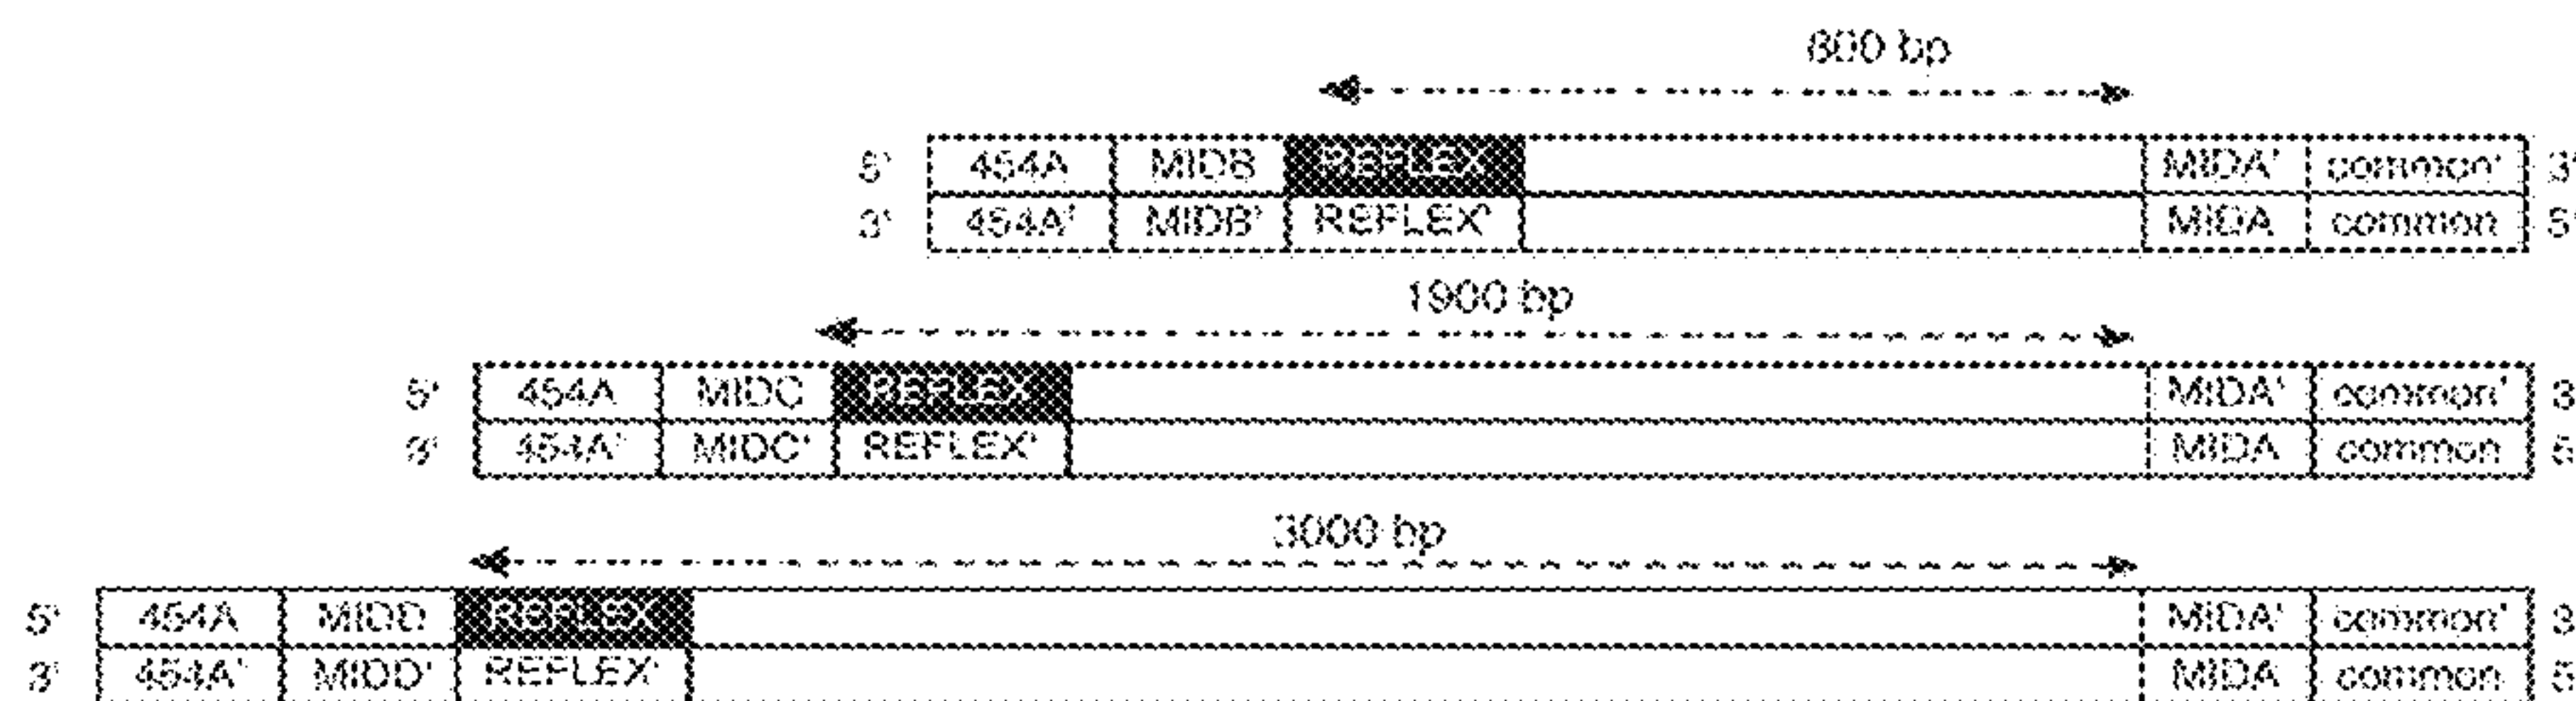 600 bp
5' 454A MIDB REFLEX MIDA' common' 3'
3' 454A' MIDB' REFLEX' MIDA common 5'
1900 bp
5' 454A MIDC REFLEX MIDA' common' 3
3' 454A' MIDC' REFLEX' MIDA common 5
3000 bp
5' 454A MIDD REFLEX MIDA' common' 3
3' 454A' MIDD' REFLEX' MIDA common 5